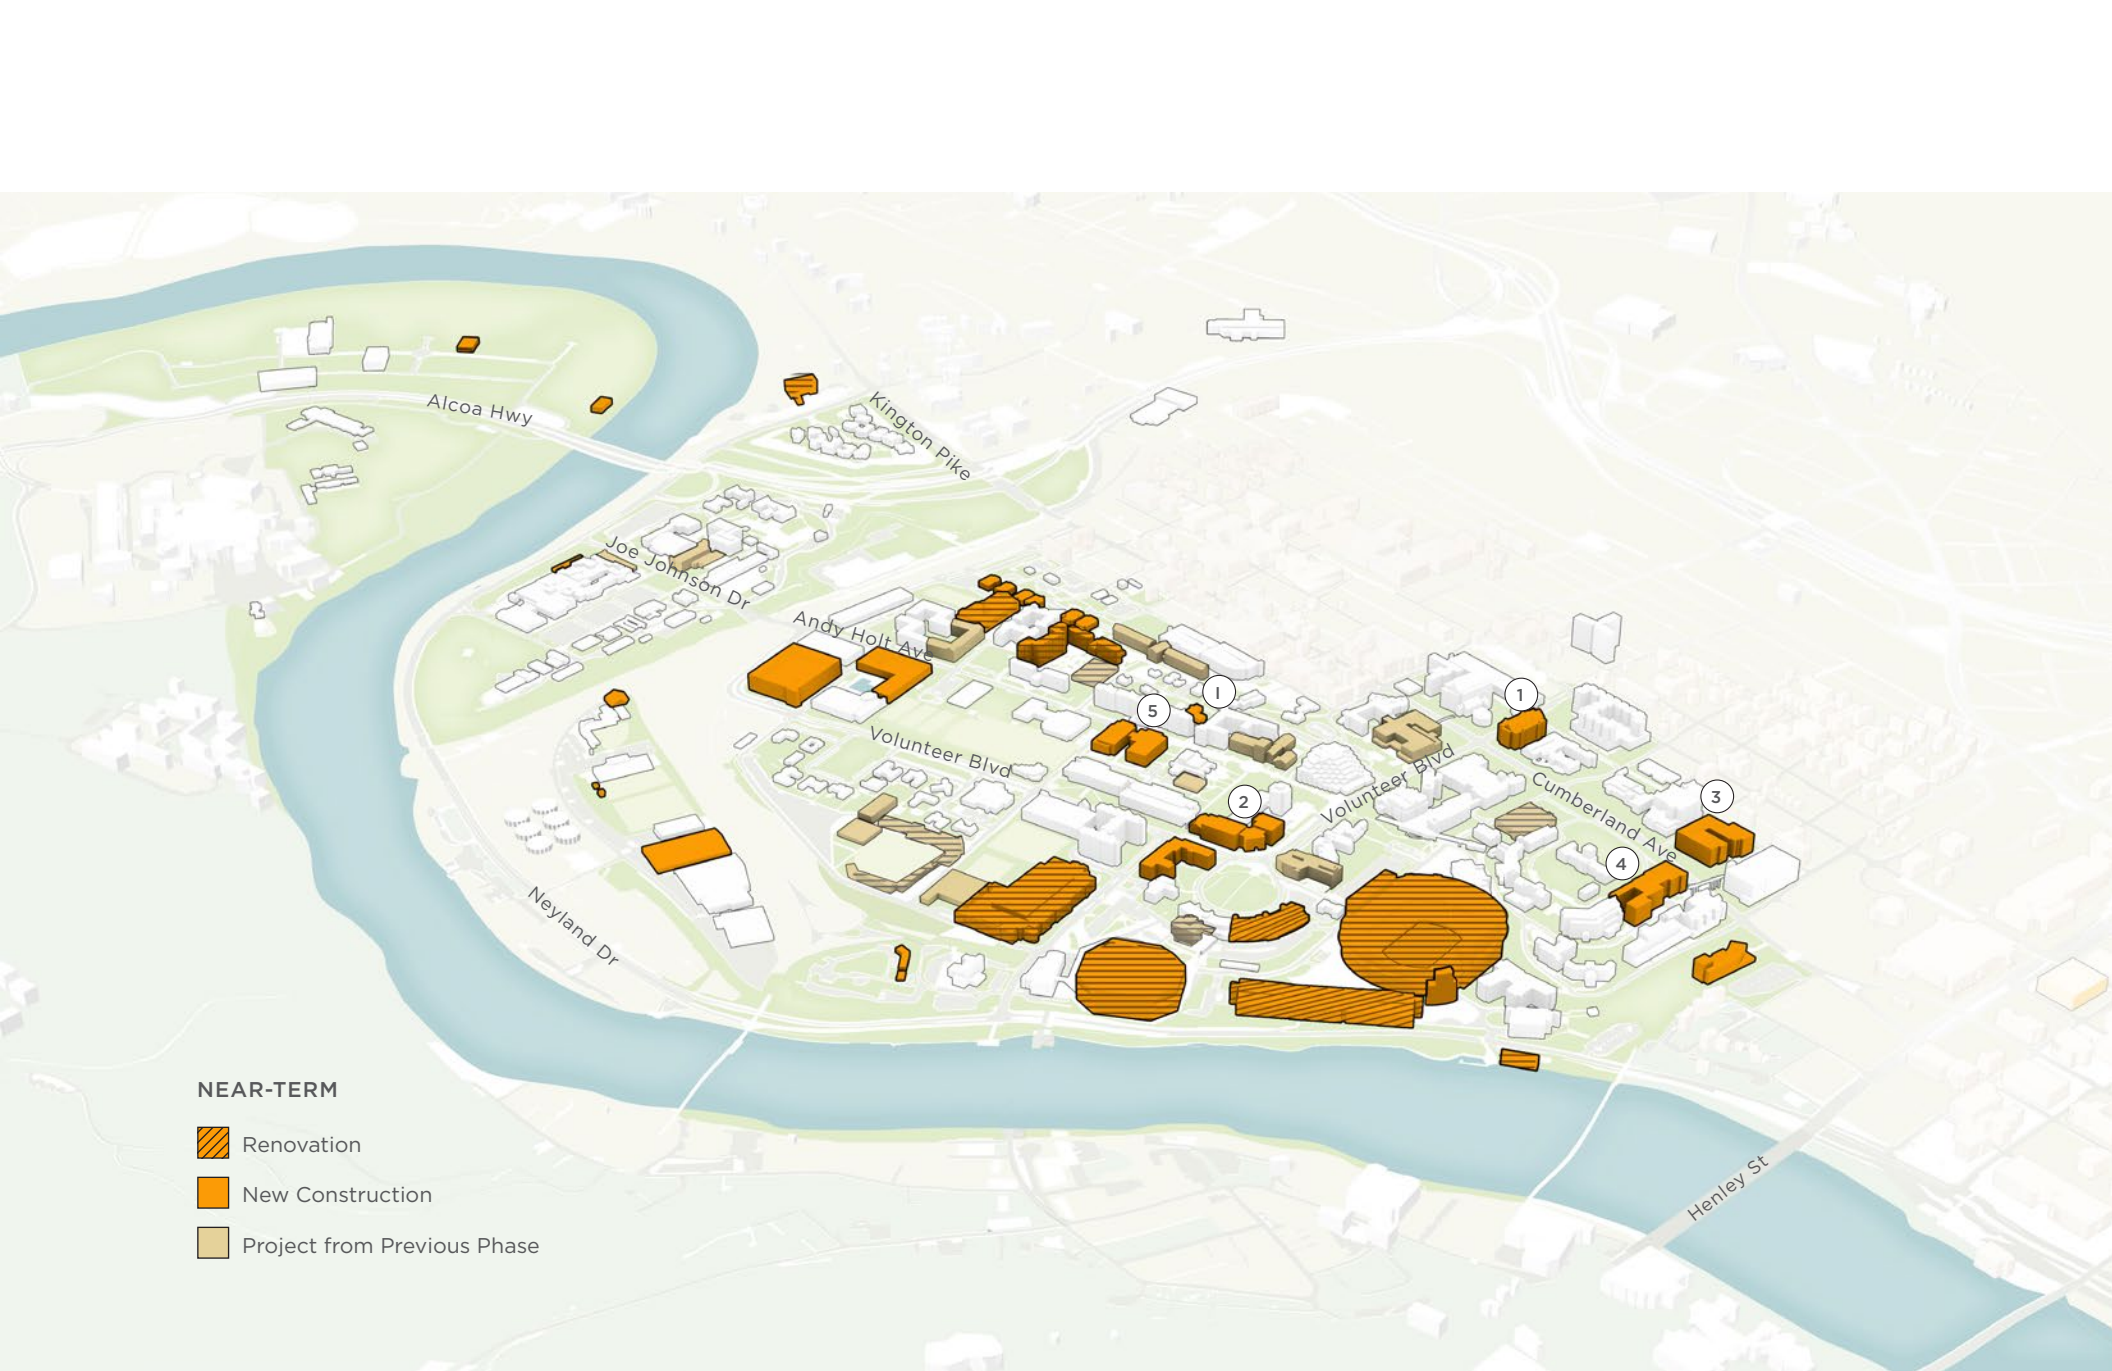 Alcoa Hwy
Kington Pike
Joe Johnson Dr
Andy Holt Ave
I
1
5
Volunteer Blvd
Volunteer Blvd
Cumberland Ave
2
3
4
Neyland Dr
Henley St
NEAR-TERM
Renovation
New Construction
Project from Previous Phase